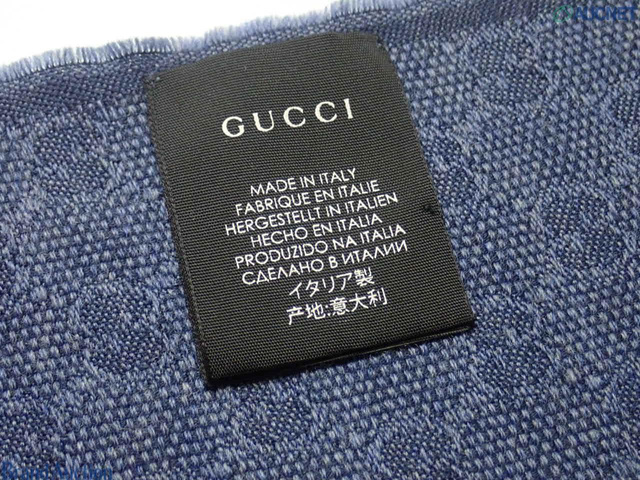 GUCCI
MADE IN ITALY
FABRIQUE EN ITALIE
HERGESTELLT IN ITALIEN
HECHO EN ITALIA
PRODUZIDO NA ITALIA
СДЕЛАНО В ИТАЛИИ
イタリア製
产地:意大利